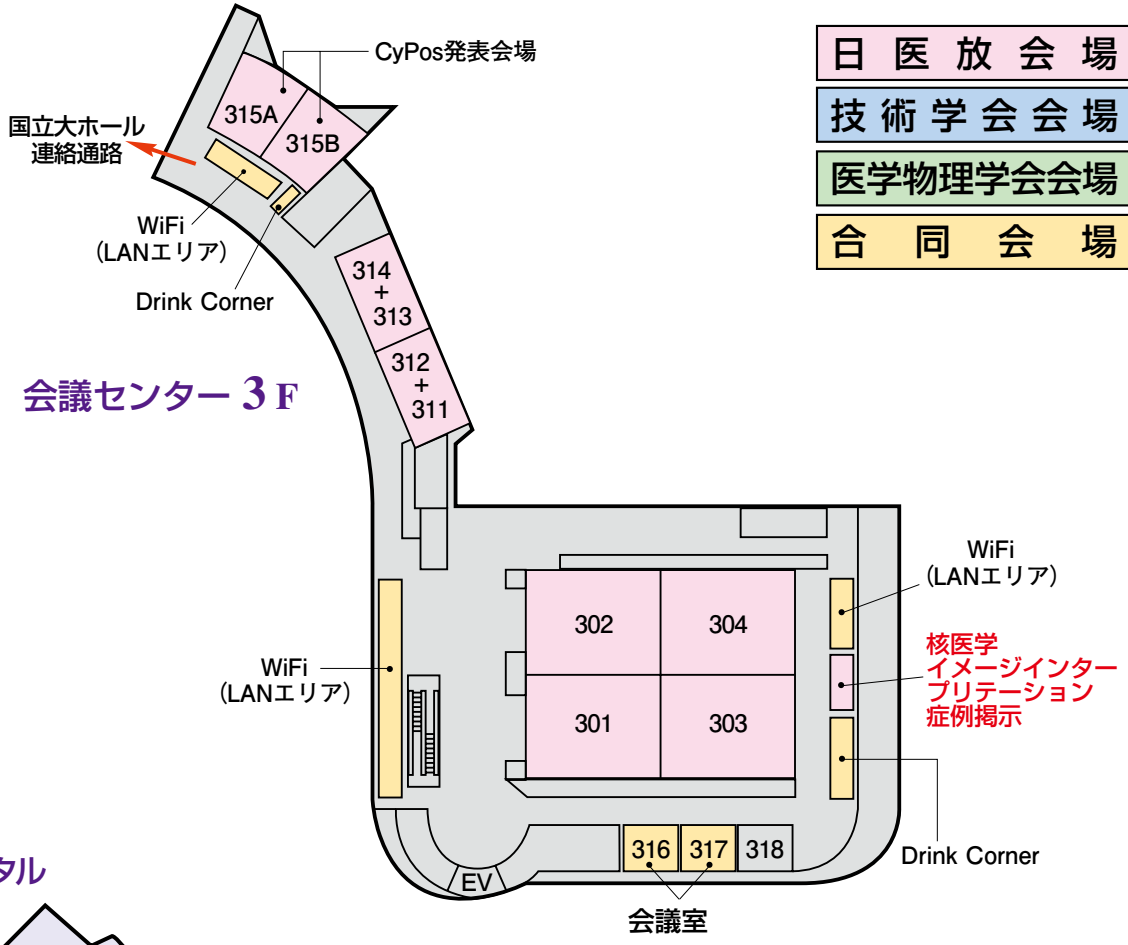 CyPos発表会場
日医放会場
技術学会会場
医学物理学会会場
合同会場
315A
315B
国立大ホール
連絡通路
WiFi
(LANエリア)
Drink Corner
314
+
313
312
+
311
会議センター 3 F
WiFi
(LANエリア)
302
304
核医学
イメージインター
プリテーション
症例掲示
WiFi
(LANエリア)
301
303
316
317
318
Drink Corner
EV
会議室
タル